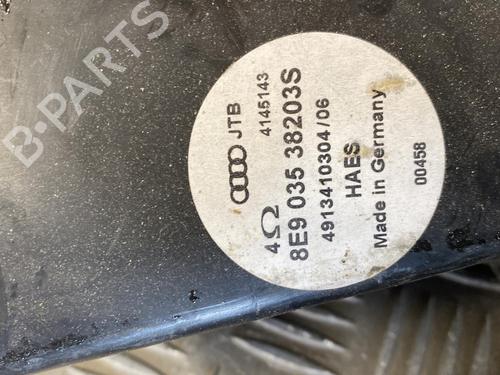 B-PARTS
JTB 4145143
4Ω
8E9 035 38203S
4913410304/06
HAES
Made in Germany
00458